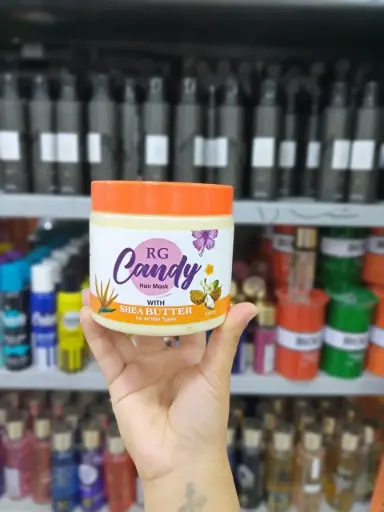 RG
Candy
Hair Mask
WITH
SHEA BUTTER
For All Hair Types